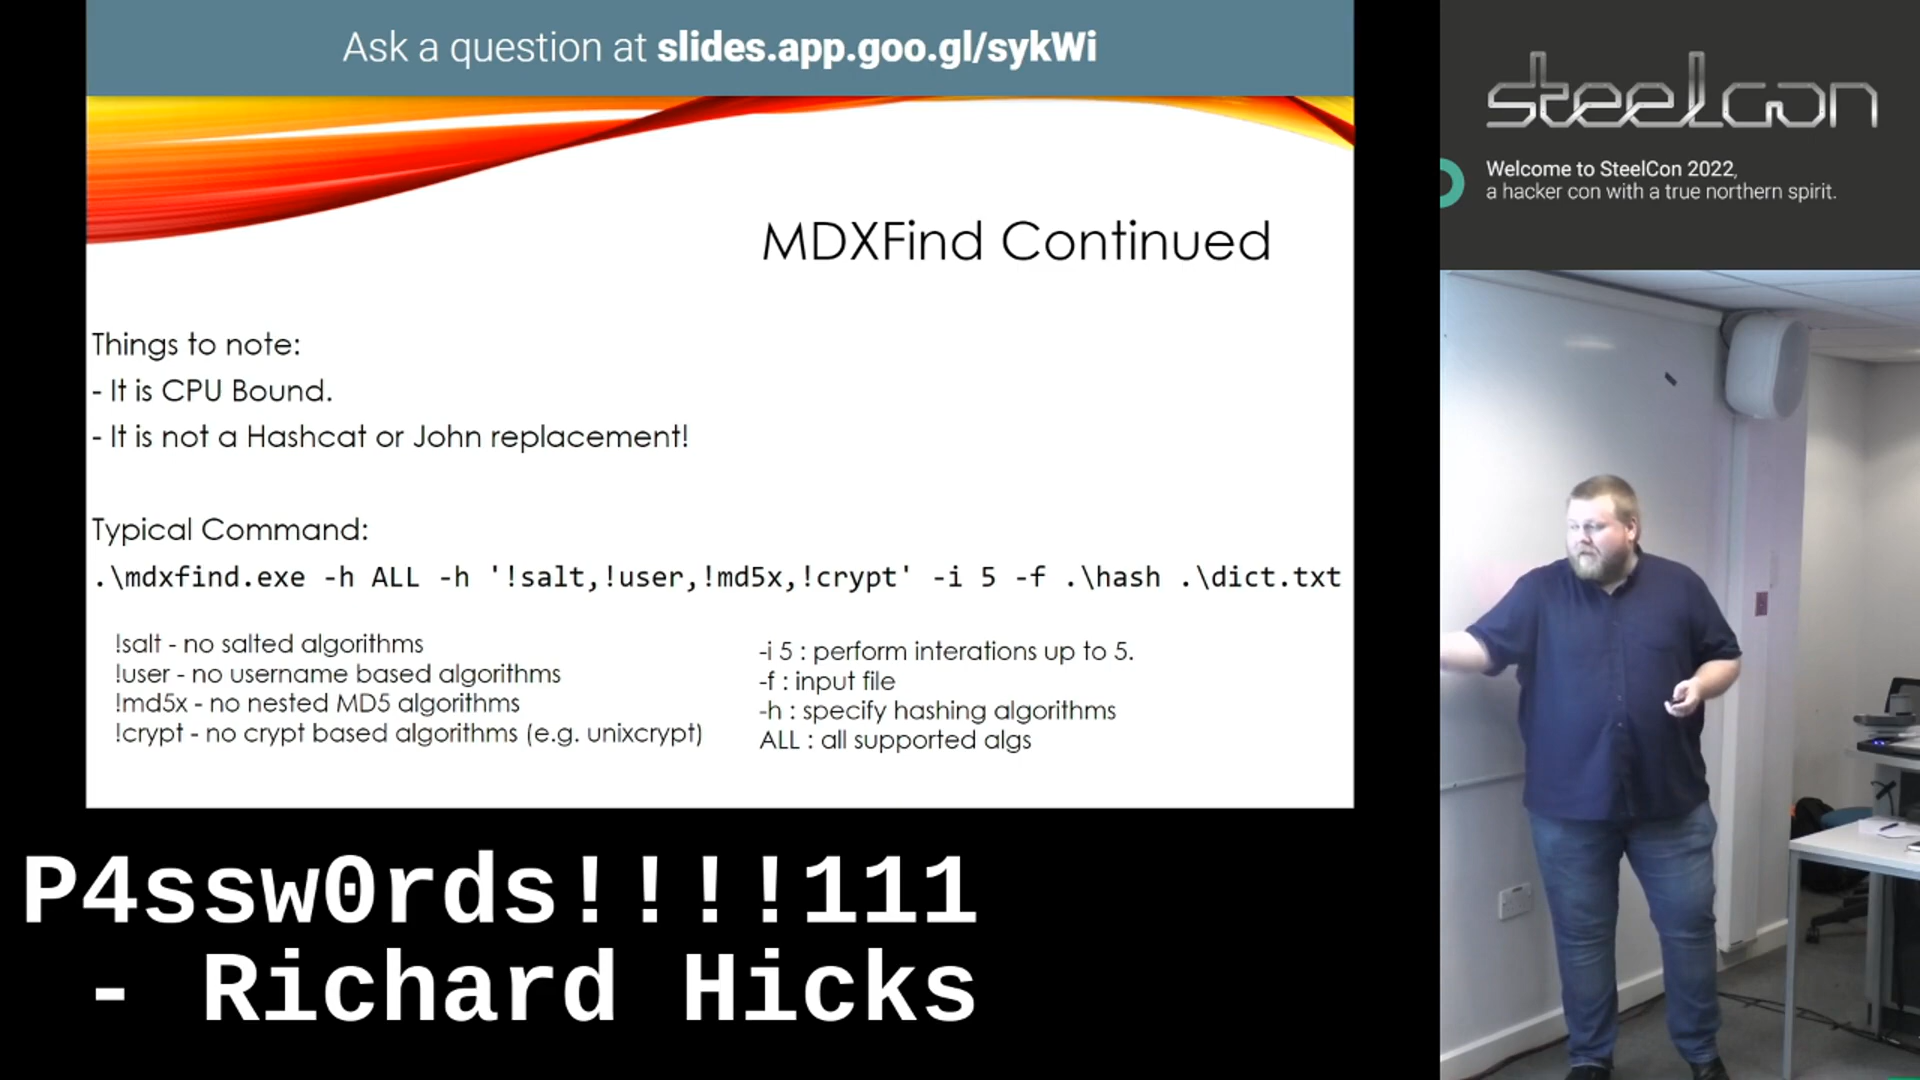 Ask a question at slides.app.goo.gl/sykWi
steelcon
Welcome to SteelCon 2022,
a hacker con with a true northern spirit.
MDXFind Continued
Things to note:
- It is CPU Bound.
- It is not a Hashcat or John replacement!
Typical Command:
.\mdxfind.exe -h ALL -h '!salt,!user,!md5x,!crypt' -i 5 -f .\hash .\dict.txt
!salt - no salted algorithms
!user - no username based algorithms
!md5x - no nested MD5 algorithms
!crypt - no crypt based algorithms (e.g. unixcrypt)
-i 5 : perform interations up to 5.
-f : input file
-h : specify hashing algorithms
ALL : all supported algs
P4ssw0rds!!!!111
- Richard Hicks